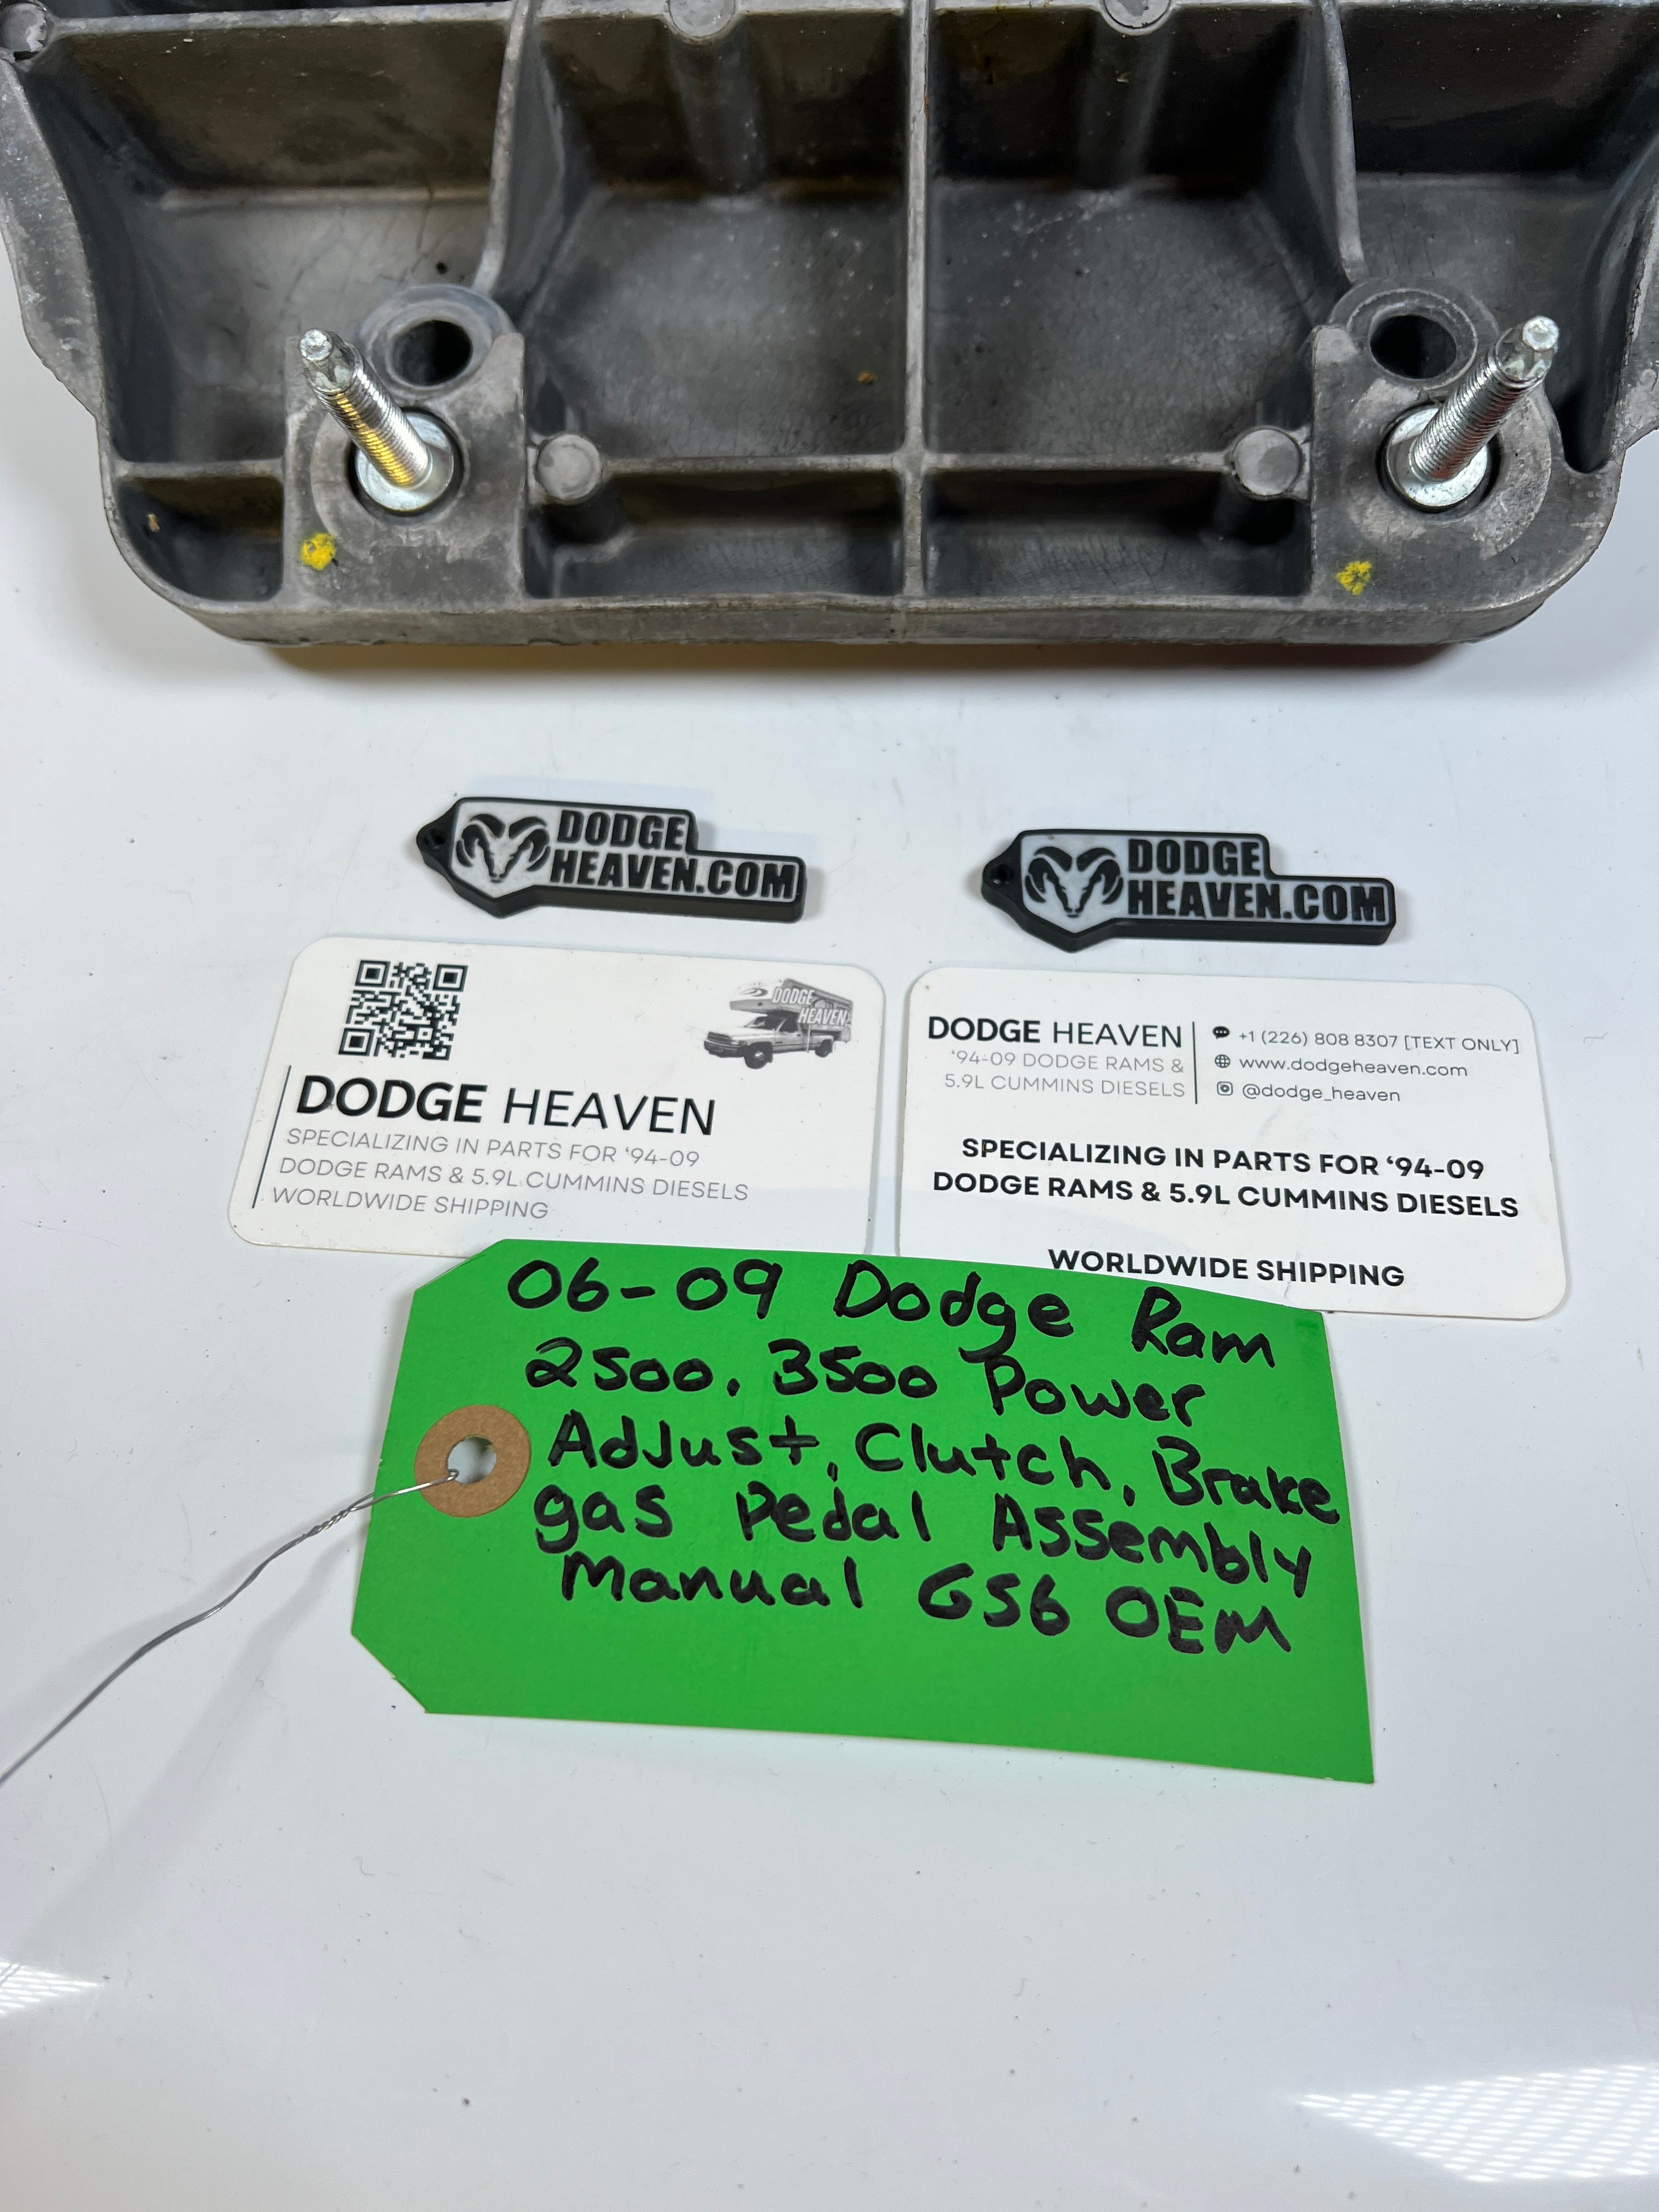 DODGE
HEAVEN.COM
DODGE
HEAVEN.COM
DODGE
HEAVEN
DODGE HEAVEN
SPECIALIZING IN PARTS FOR ‘94-09
DODGE RAMS & 5.9L CUMMINS DIESELS
WORLDWIDE SHIPPING
DODGE HEAVEN
‘94-09 DODGE RAMS &
5.9L CUMMINS DIESELS
+1 (226) 808 8307 [TEXT ONLY]
www.dodgeheaven.com
@dodge_heaven
SPECIALIZING IN PARTS FOR ‘94-09
DODGE RAMS & 5.9L CUMMINS DIESELS
WORLDWIDE SHIPPING
06-09 Dodge Ram
2500, 3500 Power
Adjust, Clutch, Brake
gas Pedal Assembly
Manual G56 OEM